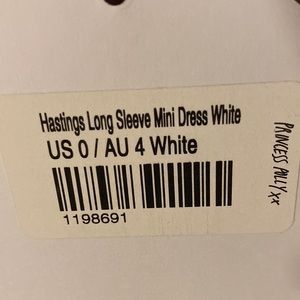 Hastings Long Sleeve Mini Dress White
US 0 / AU 4 White
1198691
PRINCESS POLLY xx